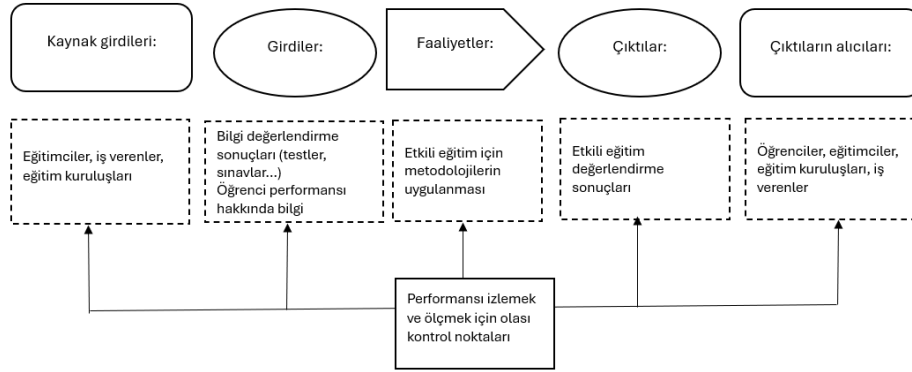 Kaynak girdileri:
Girdiler:
Faaliyetler:
Çıktılar:
Çıktıların alıcıları:
Eğitimciler, iş verenler,
eğitim kuruluşları
Bilgi değerlendirme
sonuçları (testler,
sınavlar...)
Öğrenci performansı
hakkında bilgi
Etkili eğitim için
metodolojilerin
uygulanması
Etkili eğitim
değerlendirme
sonuçları
Öğrenciler, eğitimciler,
eğitim kuruluşları, iş
verenler
Performansı izlemek
ve ölçmek için olası
kontrol noktaları